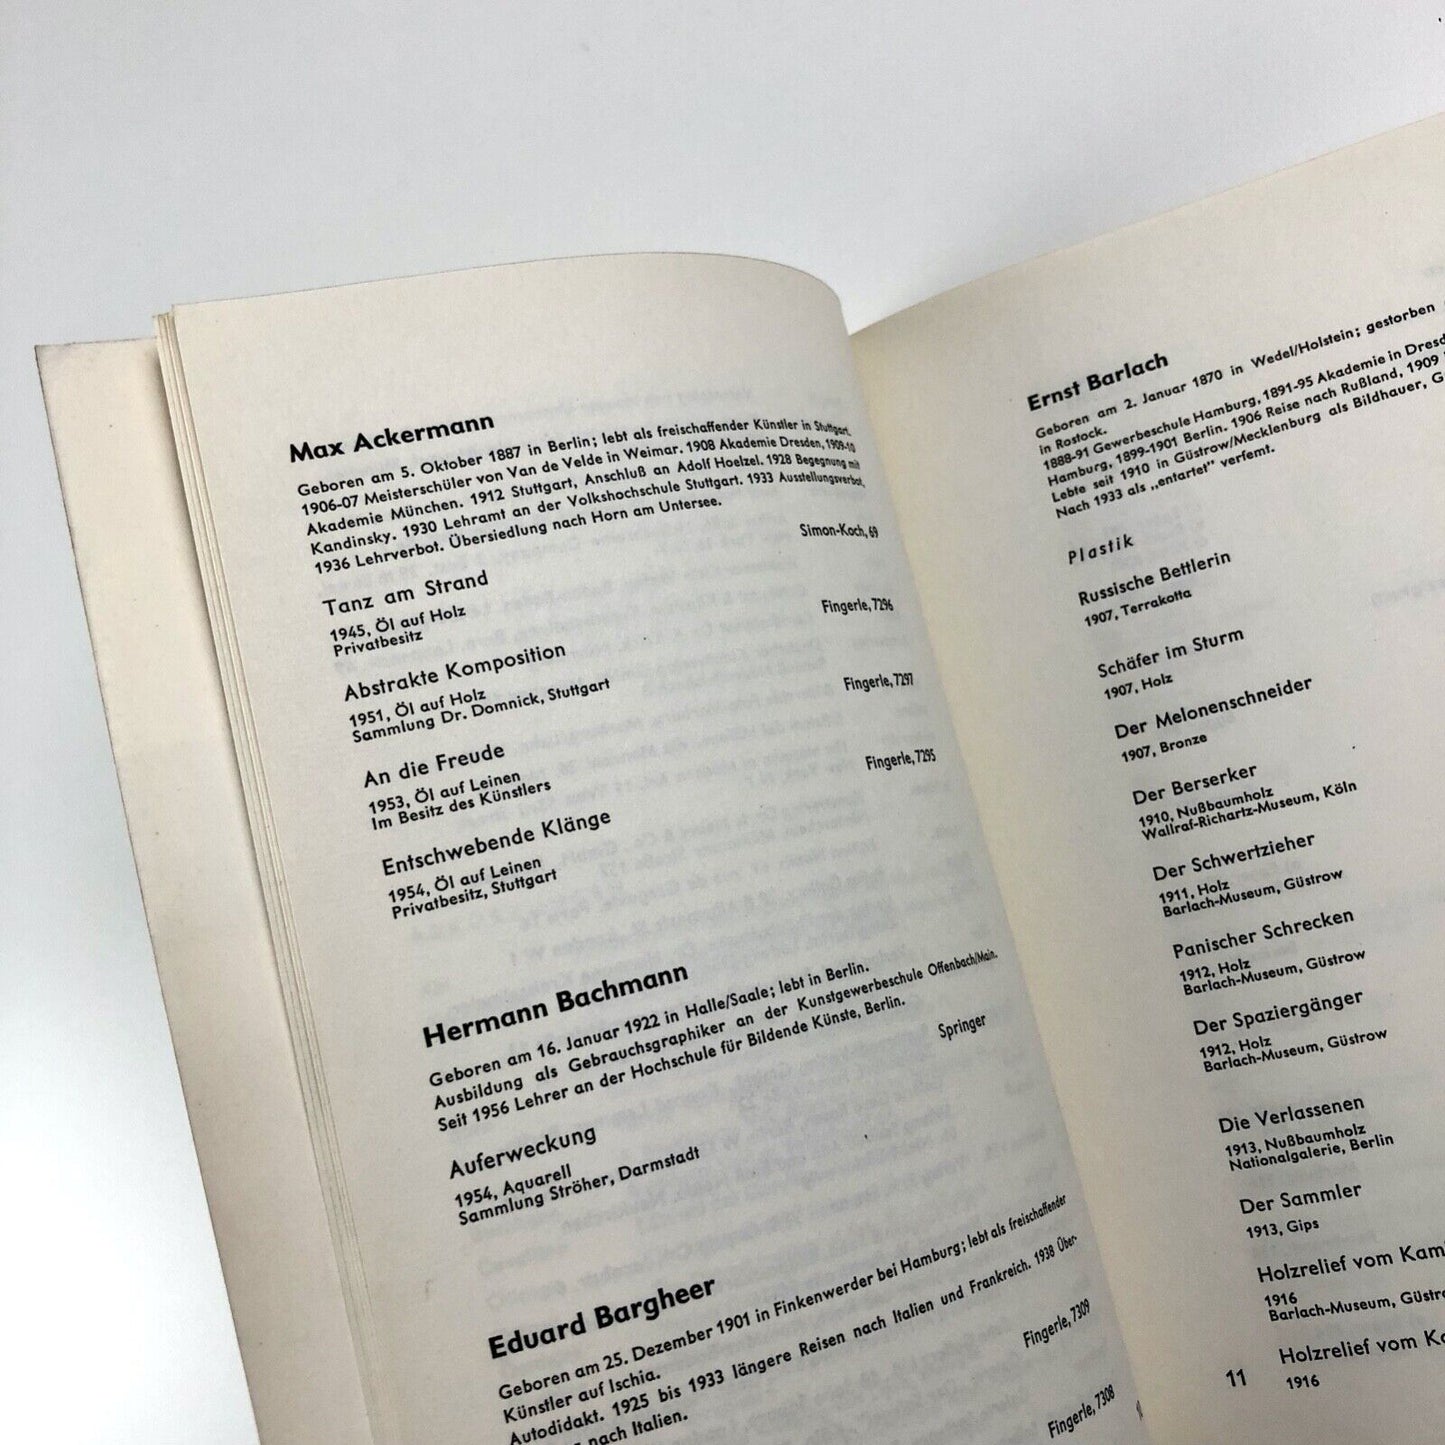 Max Ackermann
Geboren am 5. Oktober 1887 in Berlin; lebt als freischaffender Künstler in Stuttgart.
1906-07 Meisterschüler von Van de Velde in Weimar. 1908 Akademie Dresden, 1909-10
Akademie München. 1912 Stuttgart, Anschluß an Adolf Hoelzel. 1928 Begegnung mit
Kandinsky. 1930 Lehramt an der Volkshochschule Stuttgart. 1933 Ausstellungsverbot,
1936 Lehrverbot. Übersiedlung nach Horn am Untersee.
Simon-Koch, 69
Tanz am Strand
1945, Öl auf Holz
Privatbesitz
Fingerle, 7296
Abstrakte Komposition
1951, Öl auf Holz
Sammlung Dr. Domnick, Stuttgart
Fingerle, 7297
An die Freude
1953, Öl auf Leinen
Im Besitz des Künstlers
Fingerle, 7295
Entschwebende Klänge
1954, Öl auf Leinen
Privatbesitz, Stuttgart
Hermann Bachmann
Geboren am 16. Januar 1922 in Halle/Saale; lebt in Berlin.
Ausbildung als Gebrauchsgraphiker an der Kunstgewerbeschule Offenbach/Main.
Seit 1956 Lehrer an der Hochschule für Bildende Künste, Berlin.
Springer
Auferweckung
1954, Aquarell
Sammlung Ströher, Darmstadt
Eduard Bargheer
Geboren am 25. Dezember 1901 in Finkenwerder bei Hamburg; lebt als freischaffender
Künstler auf Ischia.
Autodidakt. 1925 bis 1933 längere Reisen nach Italien und Frankreich. 1938 Über-
nach Italien.
Fingerle, 7309
Fingerle, 7308
Ernst Barlach
Geboren am 2. Januar 1870 in Wedel/Holstein; gestorben
in Rostock.
1888-91 Gewerbeschule Hamburg, 1891-95 Akademie in Dresd
Hamburg, 1899-1901 Berlin. 1906 Reise nach Rußland, 1909
Lebte seit 1910 in Güstrow/Mecklenburg als Bildhauer, G
Nach 1933 als „entartet" verfemt.
Plastik
Russische Bettlerin
1907, Terrakotta
Schäfer im Sturm
1907, Holz
Der Melonenschneider
1907, Bronze
Der Berserker
1910, Nußbaumholz
Wallraf-Richartz-Museum, Köln
Der Schwertzieher
1911, Holz
Barlach-Museum, Güstrow
Panischer Schrecken
1912, Holz
Barlach-Museum, Güstrow
Der Spaziergänger
1912, Holz
Barlach-Museum, Güstrow
Die Verlassenen
1913, Nußbaumholz
Nationalgalerie, Berlin
Der Sammler
1913, Gips
Holzrelief vom Kam
1916
Barlach-Museum, Güstro
Holzrelief vom Ka
1916
11